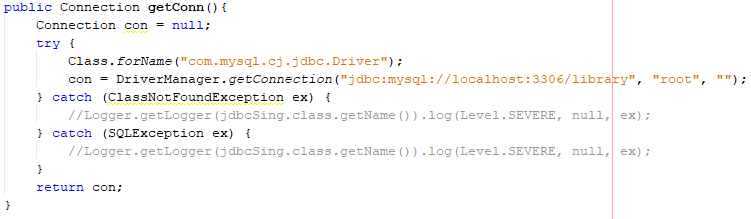 public Connection getConn(){
    Connection con = null;
    try {
        Class.forName("com.mysql.cj.jdbc.Driver");
        con = DriverManager.getConnection("jdbc:mysql://localhost:3306/library", "root", "");
    } catch (ClassNotFoundException ex) {
        //Logger.getLogger(jdbcSing.class.getName()).log(Level.SEVERE, null, ex);
    } catch (SQLException ex) {
        //Logger.getLogger(jdbcSing.class.getName()).log(Level.SEVERE, null, ex);
    }
    return con;
}